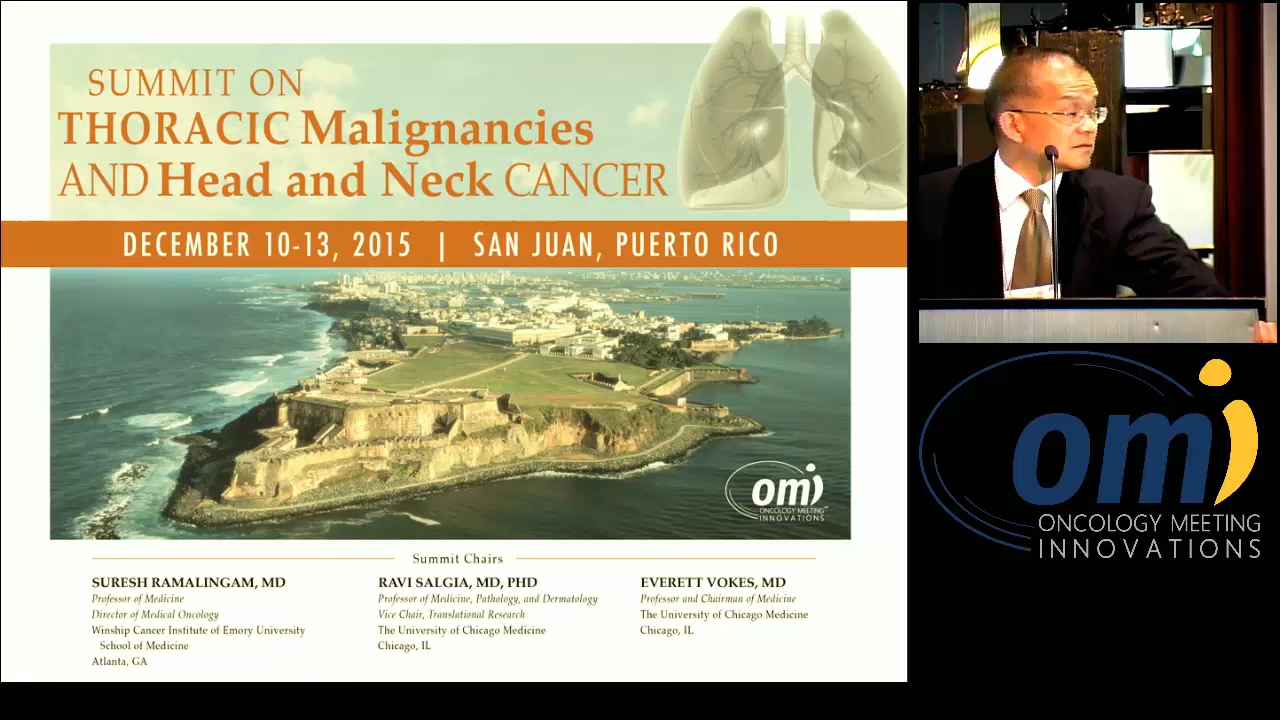 SUMMIT ON
THORACIC Malignancies
AND Head and Neck CANCER
DECEMBER 10-13, 2015 | SAN JUAN, PUERTO RICO
omi
ONCOLOGY MEETING
INNOVATIONS
Summit Chairs
SURESH RAMALINGAM, MD
Professor of Medicine
Director of Medical Oncology
Winship Cancer Institute of Emory University
School of Medicine
Atlanta, GA
RAVI SALGIA, MD, PHD
Professor of Medicine, Pathology, and Dermatology
Vice Chair, Translational Research
The University of Chicago Medicine
Chicago, IL
EVERETT VOKES, MD
Professor and Chairman of Medicine
The University of Chicago Medicine
Chicago, IL
omi
ONCOLOGY MEETING
INNOVATIONS